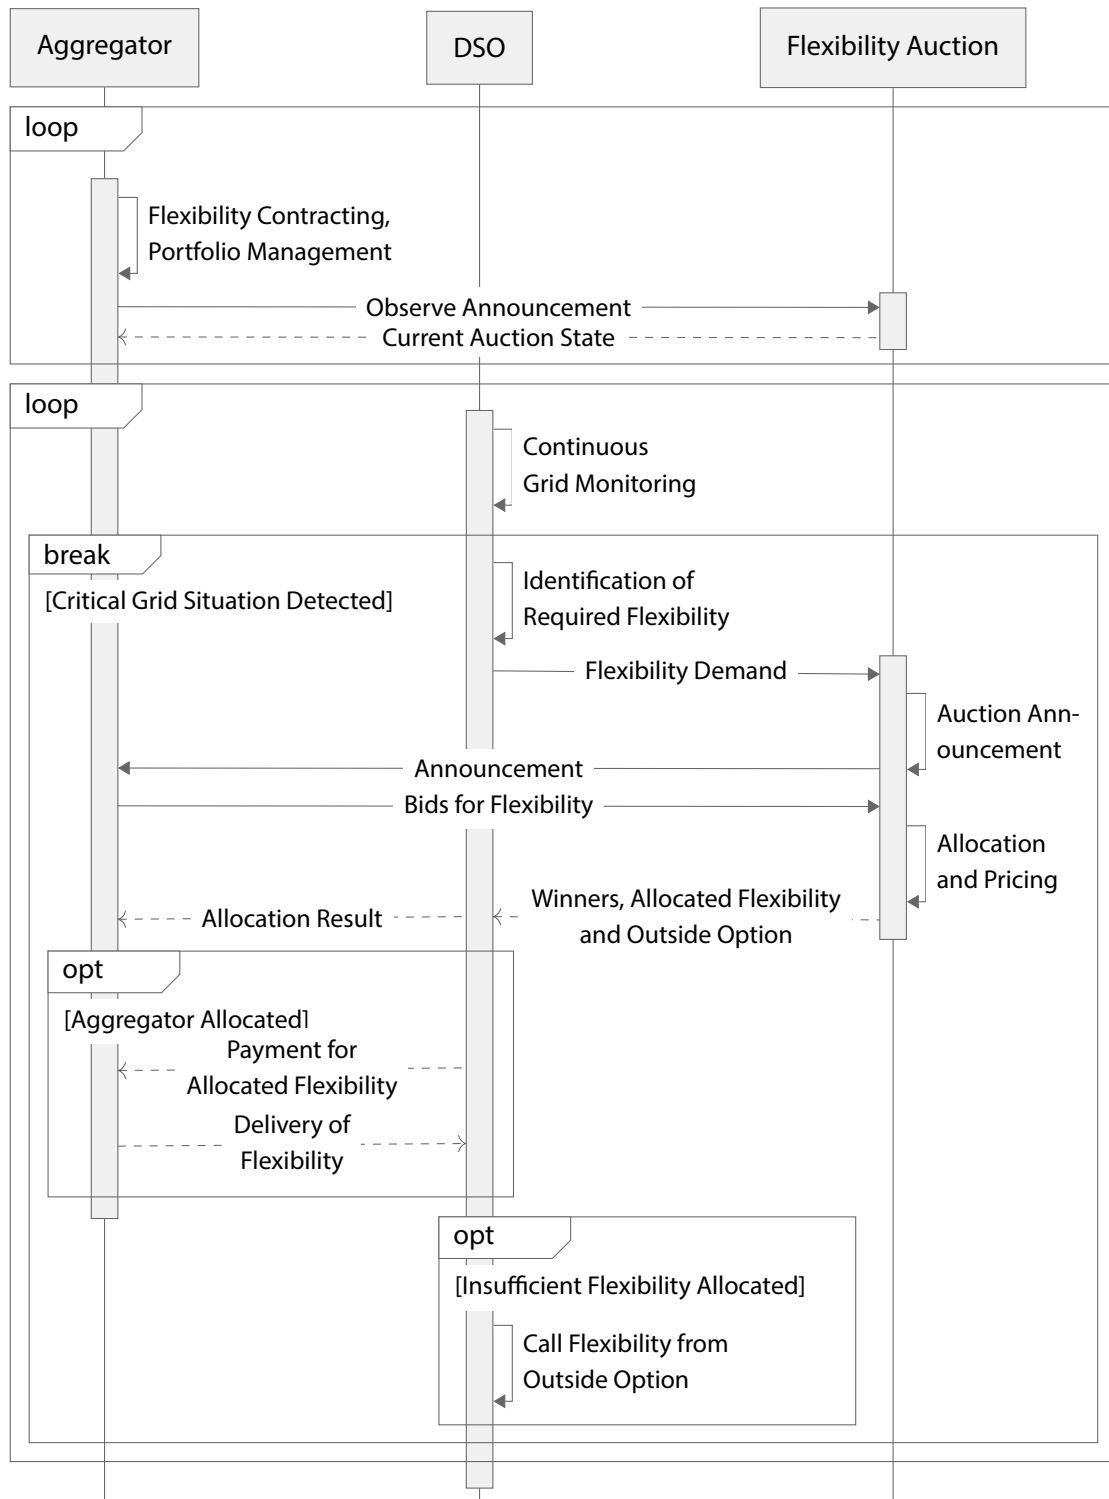 Aggregator
DSO
Flexibility Auction
loop
Flexibility Contracting,
Portfolio Management
Observe Announcement
Current Auction State
loop
Continuous
Grid Monitoring
break
[Critical Grid Situation Detected]
Identification of
Required Flexibility
Flexibility Demand
Auction Ann-
ouncement
Announcement
Bids for Flexibility
Allocation
and Pricing
Winners, Allocated Flexibility
and Outside Option
Allocation Result
opt
[Aggregator Allocated]
Payment for
Allocated Flexibility
Delivery of
Flexibility
opt
[Insufficient Flexibility Allocated]
Call Flexibility from
Outside Option